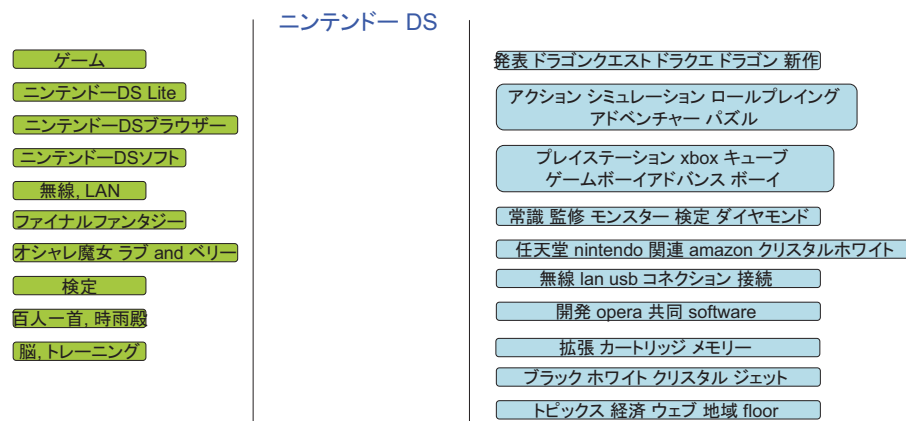 ニンテンドー DS
ゲーム
ニンテンドーDS Lite
ニンテンドーDSブラウザー
ニンテンドーDSソフト
無線, LAN
ファイナルファンタジー
オシャレ魔女 ラブ and ベリー
検定
百人一首, 時雨殿
脳, トレーニング
発表 ドラゴンクエスト ドラクエ ドラゴン 新作
アクション シミュレーション ロールプレイング
アドベンチャー パズル
プレイステーション xbox キューブ
ゲームボーイアドバンス ボーイ
常識 監修 モンスター 検定 ダイヤモンド
任天堂 nintendo 関連 amazon クリスタルホワイト
無線 lan usb コネクション 接続
開発 opera 共同 software
拡張 カートリッジ メモリー
ブラック ホワイト クリスタル ジェット
トピックス 経済 ウェブ 地域 floor